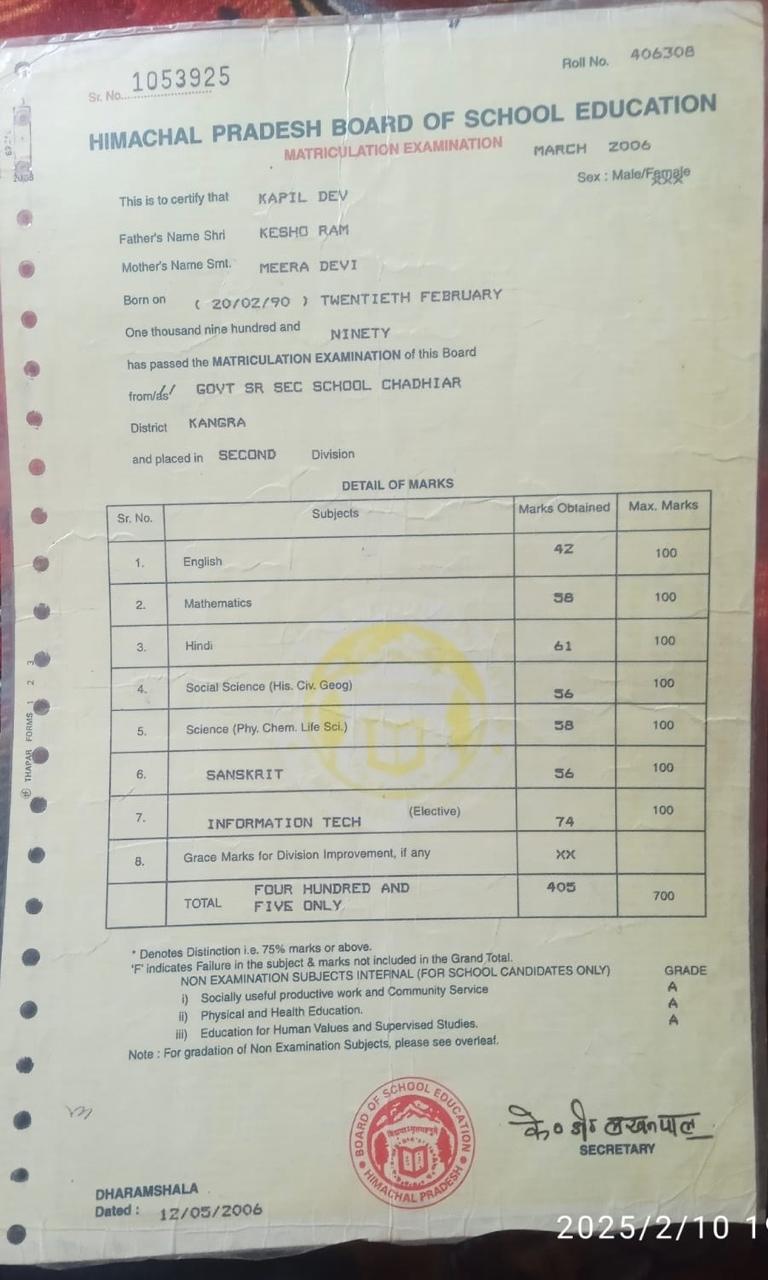 Sr. No. 1053925
Roll No. 406308
HIMACHAL PRADESH BOARD OF SCHOOL EDUCATION
MATRICULATION EXAMINATION MARCH 2006
Sex : Male/Female
This is to certify that KAPIL DEV
Father's Name Shri KESHO RAM
Mother's Name Smt. MEERA DEVI
Born on ( 20/02/90 ) TWENTIETH FEBRUARY
One thousand nine hundred and NINETY
has passed the MATRICULATION EXAMINATION of this Board
from/as GOVT SR SEC SCHOOL CHADHIAR
District KANGRA
and placed in SECOND Division
DETAIL OF MARKS
Sr. No. Subjects Marks Obtained Max. Marks
1. English 42 100
2. Mathematics 58 100
3. Hindi 61 100
4. Social Science (His. Civ. Geog) 56 100
5. Science (Phy. Chem. Life Sci.) 58 100
6. SANSKRIT 56 100
7. INFORMATION TECH (Elective) 74 100
8. Grace Marks for Division Improvement, if any XX
TOTAL FOUR HUNDRED AND FIVE ONLY 405 700
* Denotes Distinction i.e. 75% marks or above.
'F' indicates Failure in the subject & marks not included in the Grand Total.
NON EXAMINATION SUBJECTS INTERNAL (FOR SCHOOL CANDIDATES ONLY) GRADE
i) Socially useful productive work and Community Service A
ii) Physical and Health Education. A
iii) Education for Human Values and Supervised Studies. A
Note : For gradation of Non Examination Subjects, please see overleaf.
THAPAR FORMS 1 2 3
BOARD OF SCHOOL EDUCATION
HIMACHAL PRADESH
के० डी० लखनपाल
SECRETARY
DHARAMSHALA
Dated : 12/05/2006
2025/2/10 1